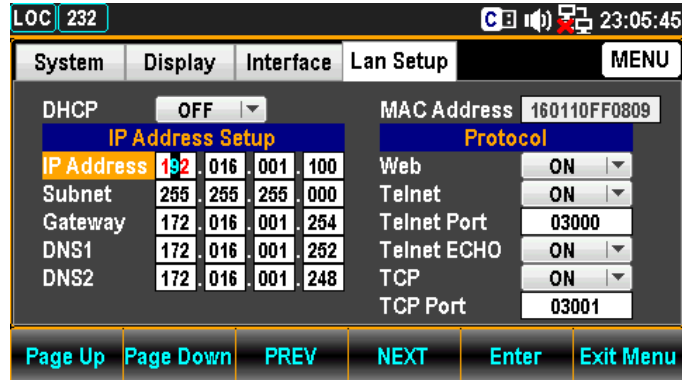 LOC 232 C 23:05:45
System Display Interface Lan Setup MENU
DHCP OFF MAC Address 160110FF0809
IP Address Setup Protocol
IP Address 192.016.001.100 Web ON
Subnet 255.255.255.000 Telnet ON
Gateway 172.016.001.254 Telnet Port 03000
DNS1 172.016.001.252 Telnet ECHO ON
DNS2 172.016.001.248 TCP ON
TCP Port 03001
Page Up Page Down PREV NEXT Enter Exit Menu